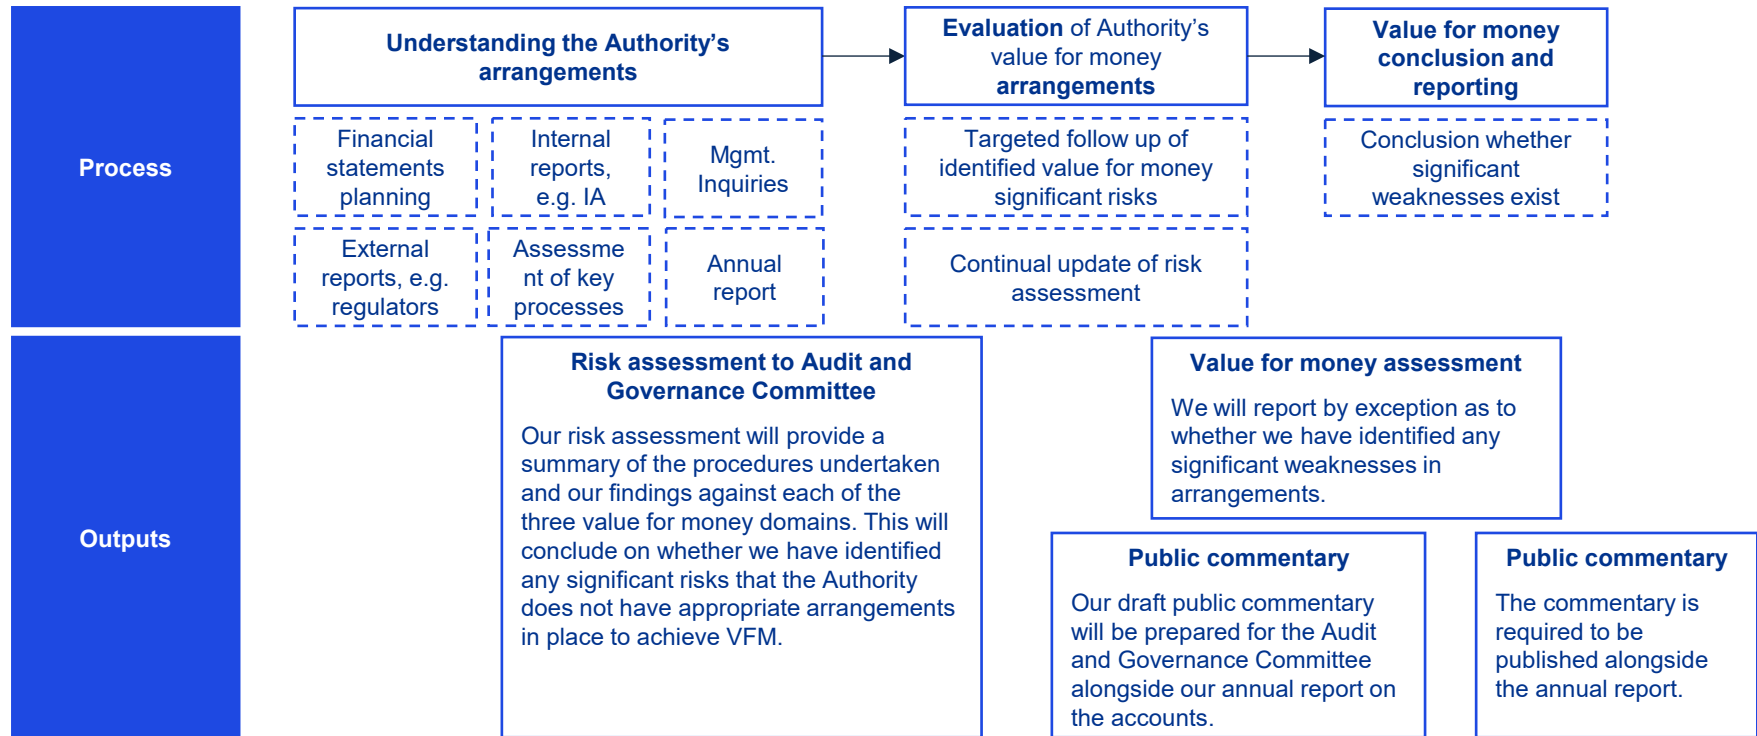 Process
Understanding the Authority’s
arrangements
Evaluation of Authority’s
value for money
arrangements
Value for money
conclusion and
reporting
Financial
statements
planning
Internal
reports,
e.g. IA
Mgmt.
Inquiries
External
reports, e.g.
regulators
Assessme
nt of key
processes
Annual
report
Targeted follow up of
identified value for money
significant risks
Continual update of risk
assessment
Conclusion whether
significant
weaknesses exist
Outputs
Risk assessment to Audit and
Governance Committee
Our risk assessment will provide a
summary of the procedures undertaken
and our findings against each of the
three value for money domains. This will
conclude on whether we have identified
any significant risks that the Authority
does not have appropriate arrangements
in place to achieve VFM.
Value for money assessment
We will report by exception as to
whether we have identified any
significant weaknesses in
arrangements.
Public commentary
Our draft public commentary
will be prepared for the Audit
and Governance Committee
alongside our annual report on
the accounts.
Public commentary
The commentary is
required to be
published alongside
the annual report.